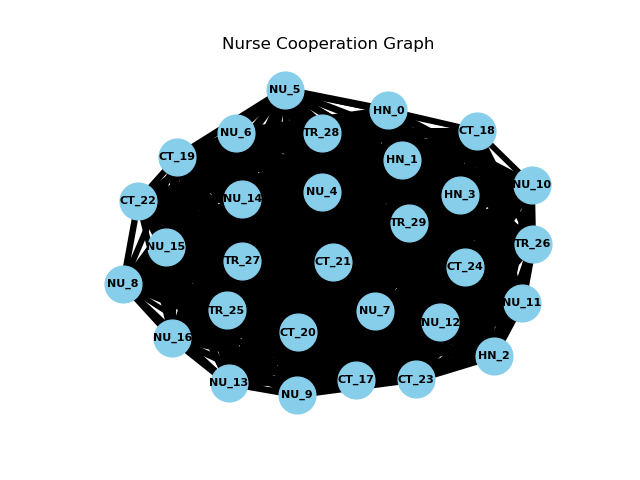 Nurse Cooperation Graph
NU_5
HN_0
CT_18
NU_6
TR_28
CT_19
HN_1
NU_10
CT_22
NU_14
NU_4
HN_3
TR_29
NU_15
TR_26
TR_27
CT_21
CT_24
NU_8
NU_11
TR_25
NU_7
NU_12
NU_16
CT_20
HN_2
NU_13
CT_17
CT_23
NU_9